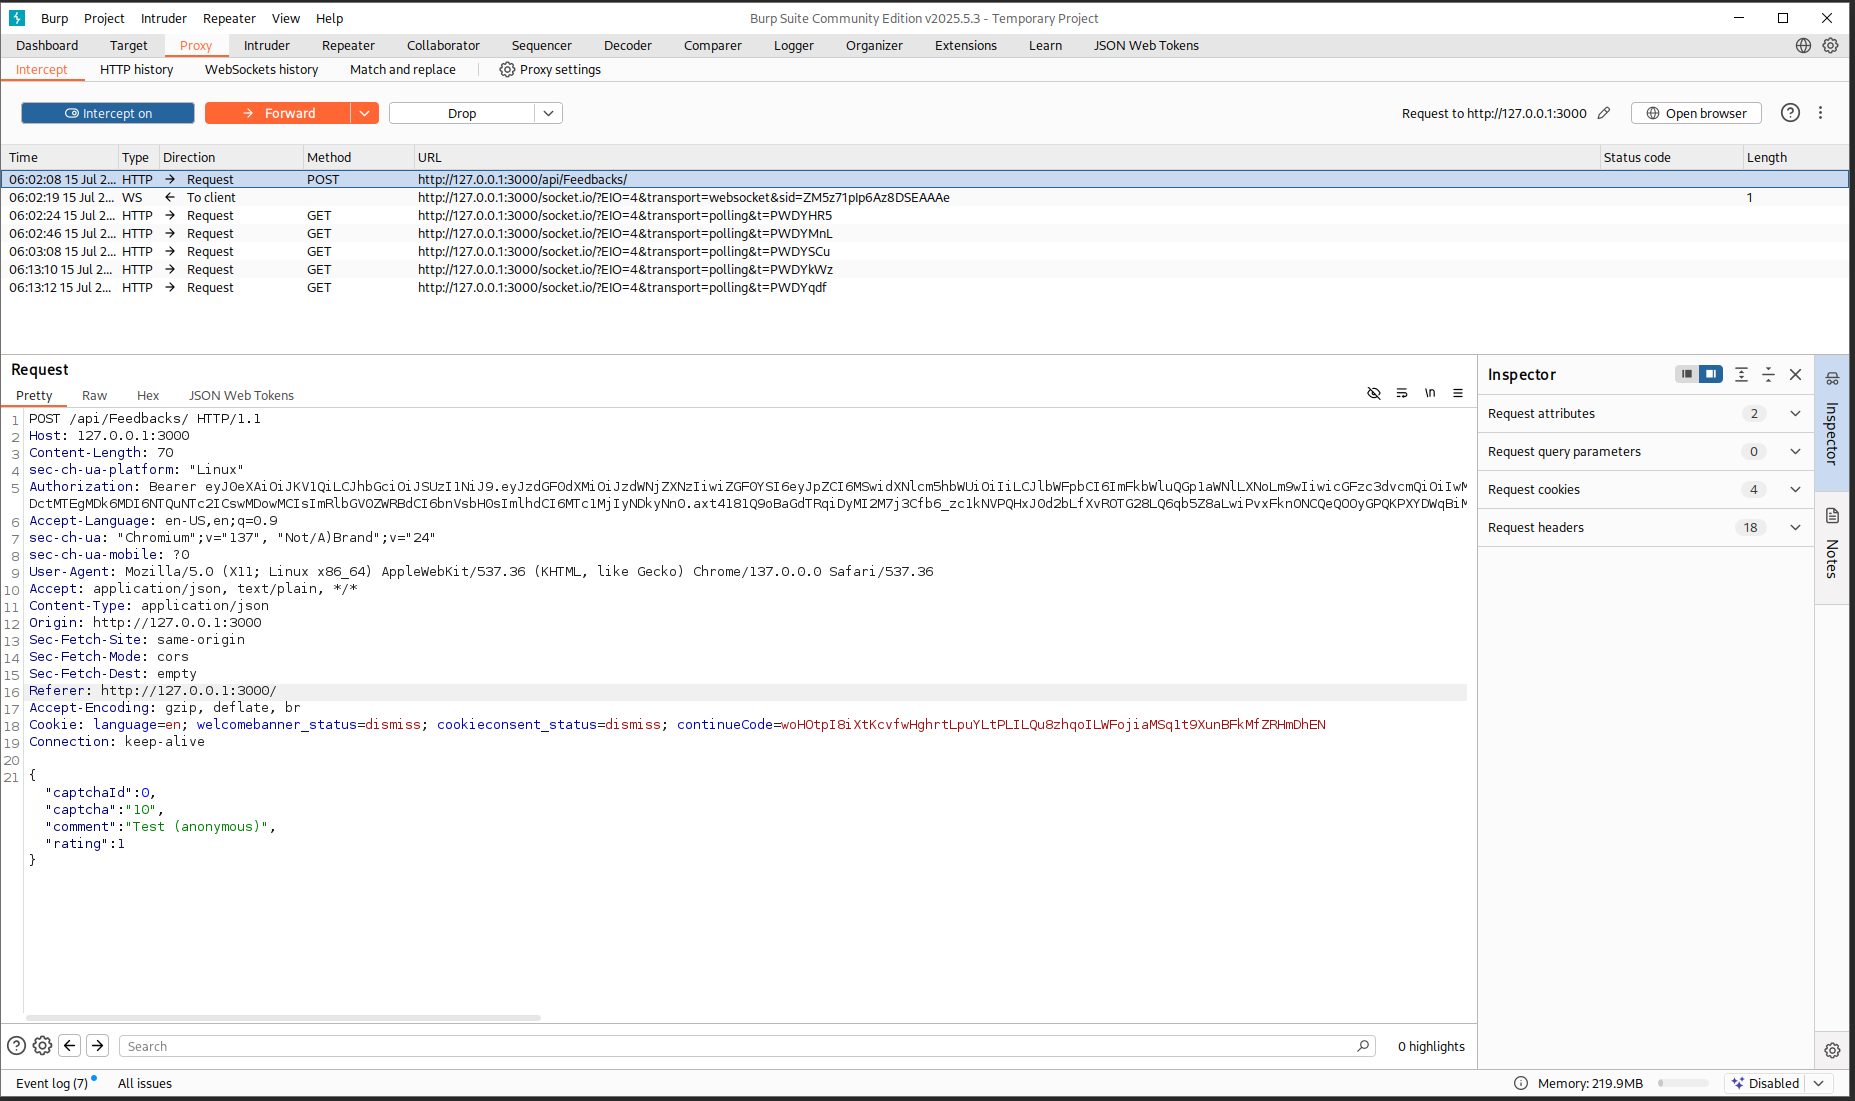 Burp Project Intruder Repeater View Help
Burp Suite Community Edition v2025.5.3 - Temporary Project
Dashboard Target Proxy Intruder Repeater Collaborator Sequencer Decoder Comparer Logger Organizer Extensions Learn JSON Web Tokens
Intercept HTTP history WebSockets history Match and replace Proxy settings
Intercept on Forward Drop Request to http://127.0.0.1:3000 Open browser
Time Type Direction Method URL Status code Length
06:02:08 15 Jul 2... HTTP → Request POST http://127.0.0.1:3000/api/Feedbacks/
06:02:19 15 Jul 2... WS ← To client http://127.0.0.1:3000/socket.io/?EIO=4&transport=websocket&sid=ZM5z71pIp6Az8DSEAAAe 1
06:02:24 15 Jul 2... HTTP → Request GET http://127.0.0.1:3000/socket.io/?EIO=4&transport=polling&t=PWDYHR5
06:02:46 15 Jul 2... HTTP → Request GET http://127.0.0.1:3000/socket.io/?EIO=4&transport=polling&t=PWDYMnL
06:03:08 15 Jul 2... HTTP → Request GET http://127.0.0.1:3000/socket.io/?EIO=4&transport=polling&t=PWDYSCu
06:13:10 15 Jul 2... HTTP → Request GET http://127.0.0.1:3000/socket.io/?EIO=4&transport=polling&t=PWDYkWz
06:13:12 15 Jul 2... HTTP → Request GET http://127.0.0.1:3000/socket.io/?EIO=4&transport=polling&t=PWDYqdf
Request
Pretty Raw Hex JSON Web Tokens \n
1 POST /api/Feedbacks/ HTTP/1.1
2 Host: 127.0.0.1:3000
3 Content-Length: 70
4 sec-ch-ua-platform: "Linux"
5 Authorization: Bearer
6 Accept-Language: en-US,en;q=0.9
7 sec-ch-ua: "Chromium";v="137", "Not/A)Brand";v="24"
8 sec-ch-ua-mobile: ?0
9 User-Agent: Mozilla/5.0 (X11; Linux x86_64) AppleWebKit/537.36 (KHTML, like Gecko) Chrome/137.0.0.0 Safari/537.36
10 Accept: application/json, text/plain, */*
11 Content-Type: application/json
12 Origin: http://127.0.0.1:3000
13 Sec-Fetch-Site: same-origin
14 Sec-Fetch-Mode: cors
15 Sec-Fetch-Dest: empty
16 Referer: http://127.0.0.1:3000/
17 Accept-Encoding: gzip, deflate, br
18 Cookie: language=en; welcomebanner_status=dismiss; cookieconsent_status=dismiss; continueCode=
19 Connection: keep-alive
20
21 {
"captchaId":0,
"captcha":"10",
"comment":"Test (anonymous)",
"rating":1
}
Search 0 highlights
Inspector
Request attributes 2
Request query parameters 0
Request cookies 4
Request headers 18
Inspector
Notes
Event log (7) All issues Memory: 219.9MB Disabled